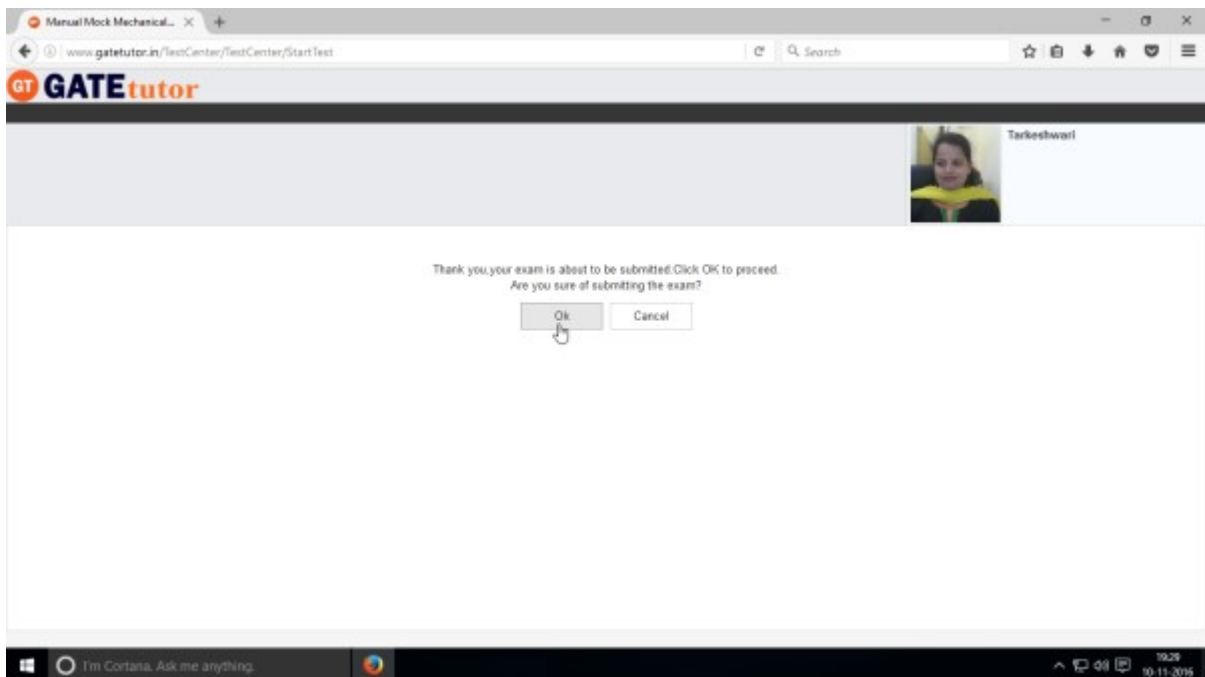 Manual Mock Mechanical...
www.gatetutor.in/TestCenter/TestCenter/StartTest
Search
GT GATEtutor
Tarkeshwari
Thank you,your exam is about to be submitted.Click OK to proceed.
Are you sure of submitting the exam?
Ok
Cancel
I'm Cortana. Ask me anything.
19:29
10-11-2016